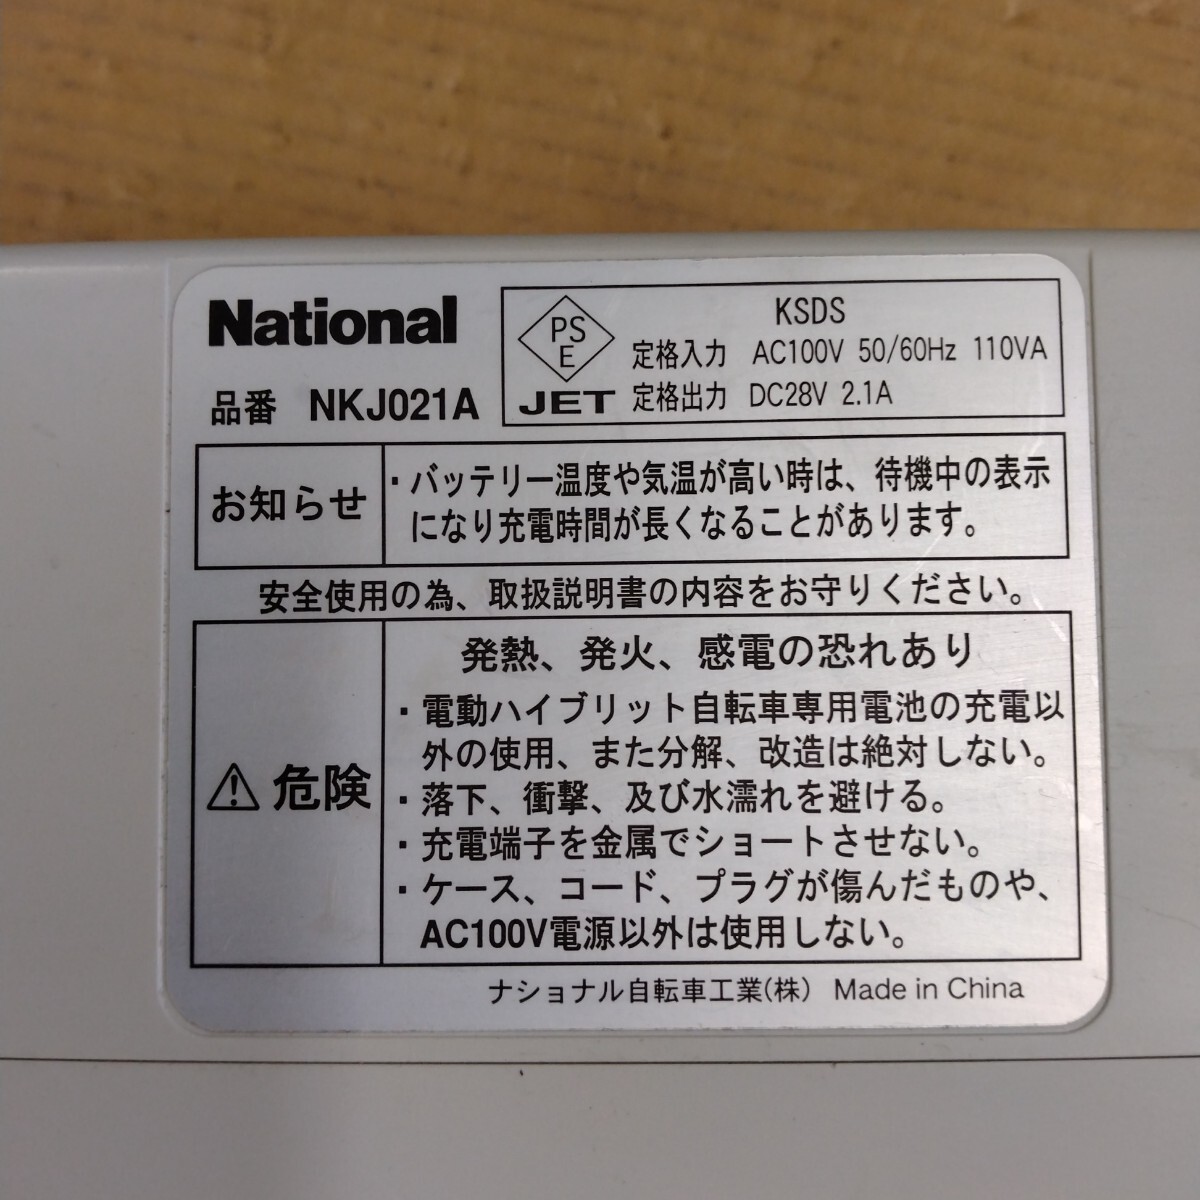 National
品番 NKJ021A
PS
E
JET
KSDS
定格入力 AC100V 50/60Hz 110VA
定格出力 DC28V 2.1A
お知らせ
・バッテリー温度や気温が高い時は、待機中の表示
になり充電時間が長くなることがあります。
安全使用の為、取扱説明書の内容をお守りください。
危険
発熱、発火、感電の恐れあり
・電動ハイブリット自転車専用電池の充電以
外の使用、また分解、改造は絶対しない。
・落下、衝撃、及び水濡れを避ける。
・充電端子を金属でショートさせない。
・ケース、コード、プラグが傷んだものや、
AC100V電源以外は使用しない。
ナショナル自転車工業(株) Made in China